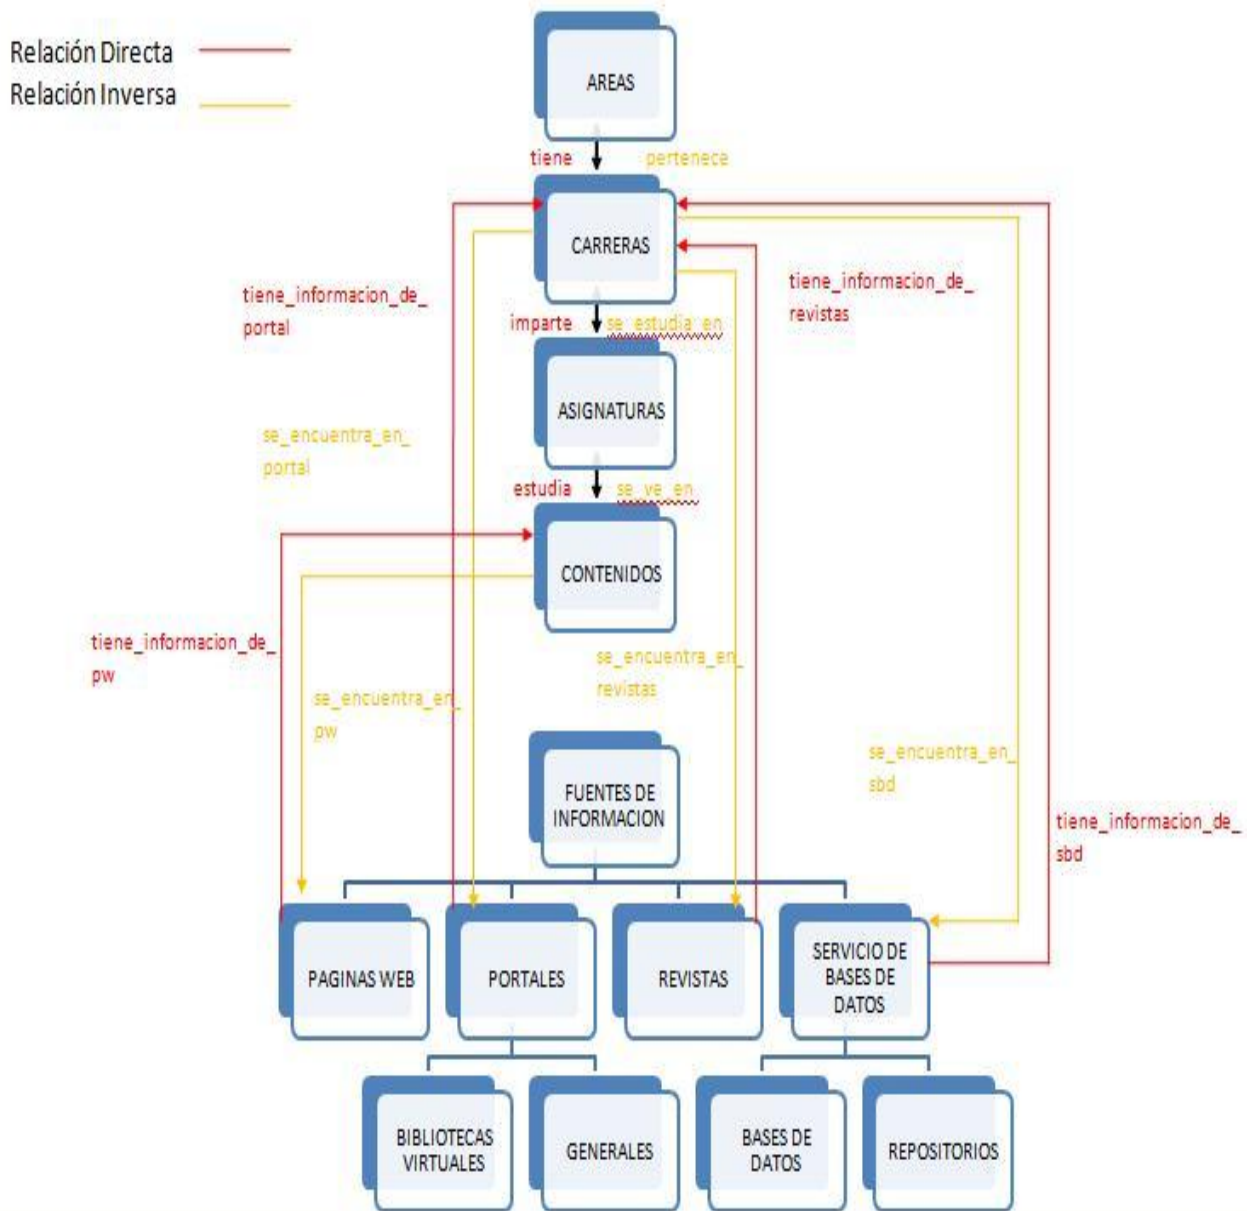 Relación Directa
Relación Inversa
AREAS
tiene
pertenece
CARRERAS
tiene_informacion_de_
portal
tiene_informacion_de_
revistas
imparte
se_estudia_en
ASIGNATURAS
se_encuentra_en_
portal
estudia
se_ve_en
CONTENIDOS
tiene_informacion_de_
pw
se_encuentra_en_
revistas
se_encuentra_en_
pw
se_encuentra_en_
sbd
FUENTES DE
INFORMACION
tiene_informacion_de_
sbd
PAGINAS WEB
PORTALES
REVISTAS
SERVICIO DE
BASES DE
DATOS
BIBLIOTECAS
VIRTUALES
GENERALES
BASES DE
DATOS
REPOSITORIOS